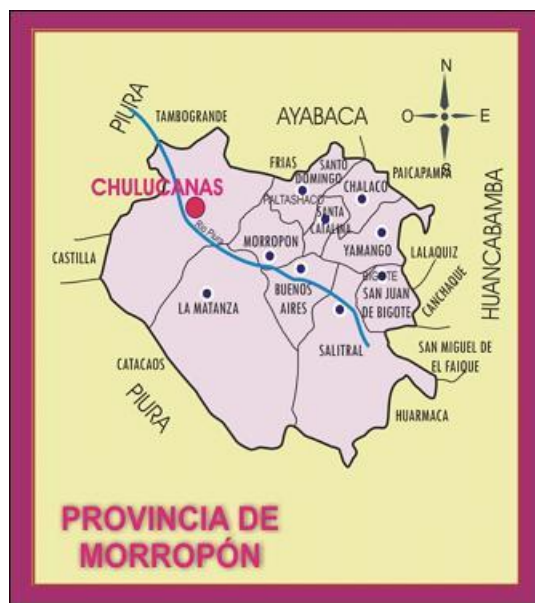 PIURA
TAMBOGRANDE
AYABACA
N
O
E
S
FRIAS
SANTO
DOMINGO
CHALACO
PAICAPAMPA
CHULUCANAS
PALTASHACO
SANTA
CATALINA
HUANCABAMBA
Rio Piura
MORROPON
YAMANGO
LALAQUIZ
CASTILLA
BIGOTE
CANCHAQUE
LA MATANZA
BUENOS
AIRES
SAN JUAN
DE BIGOTE
SALITRAL
SAN MIGUEL DE
EL FAIQUE
CATACAOS
PIURA
HUARMACA
PROVINCIA DE
MORROPÓN